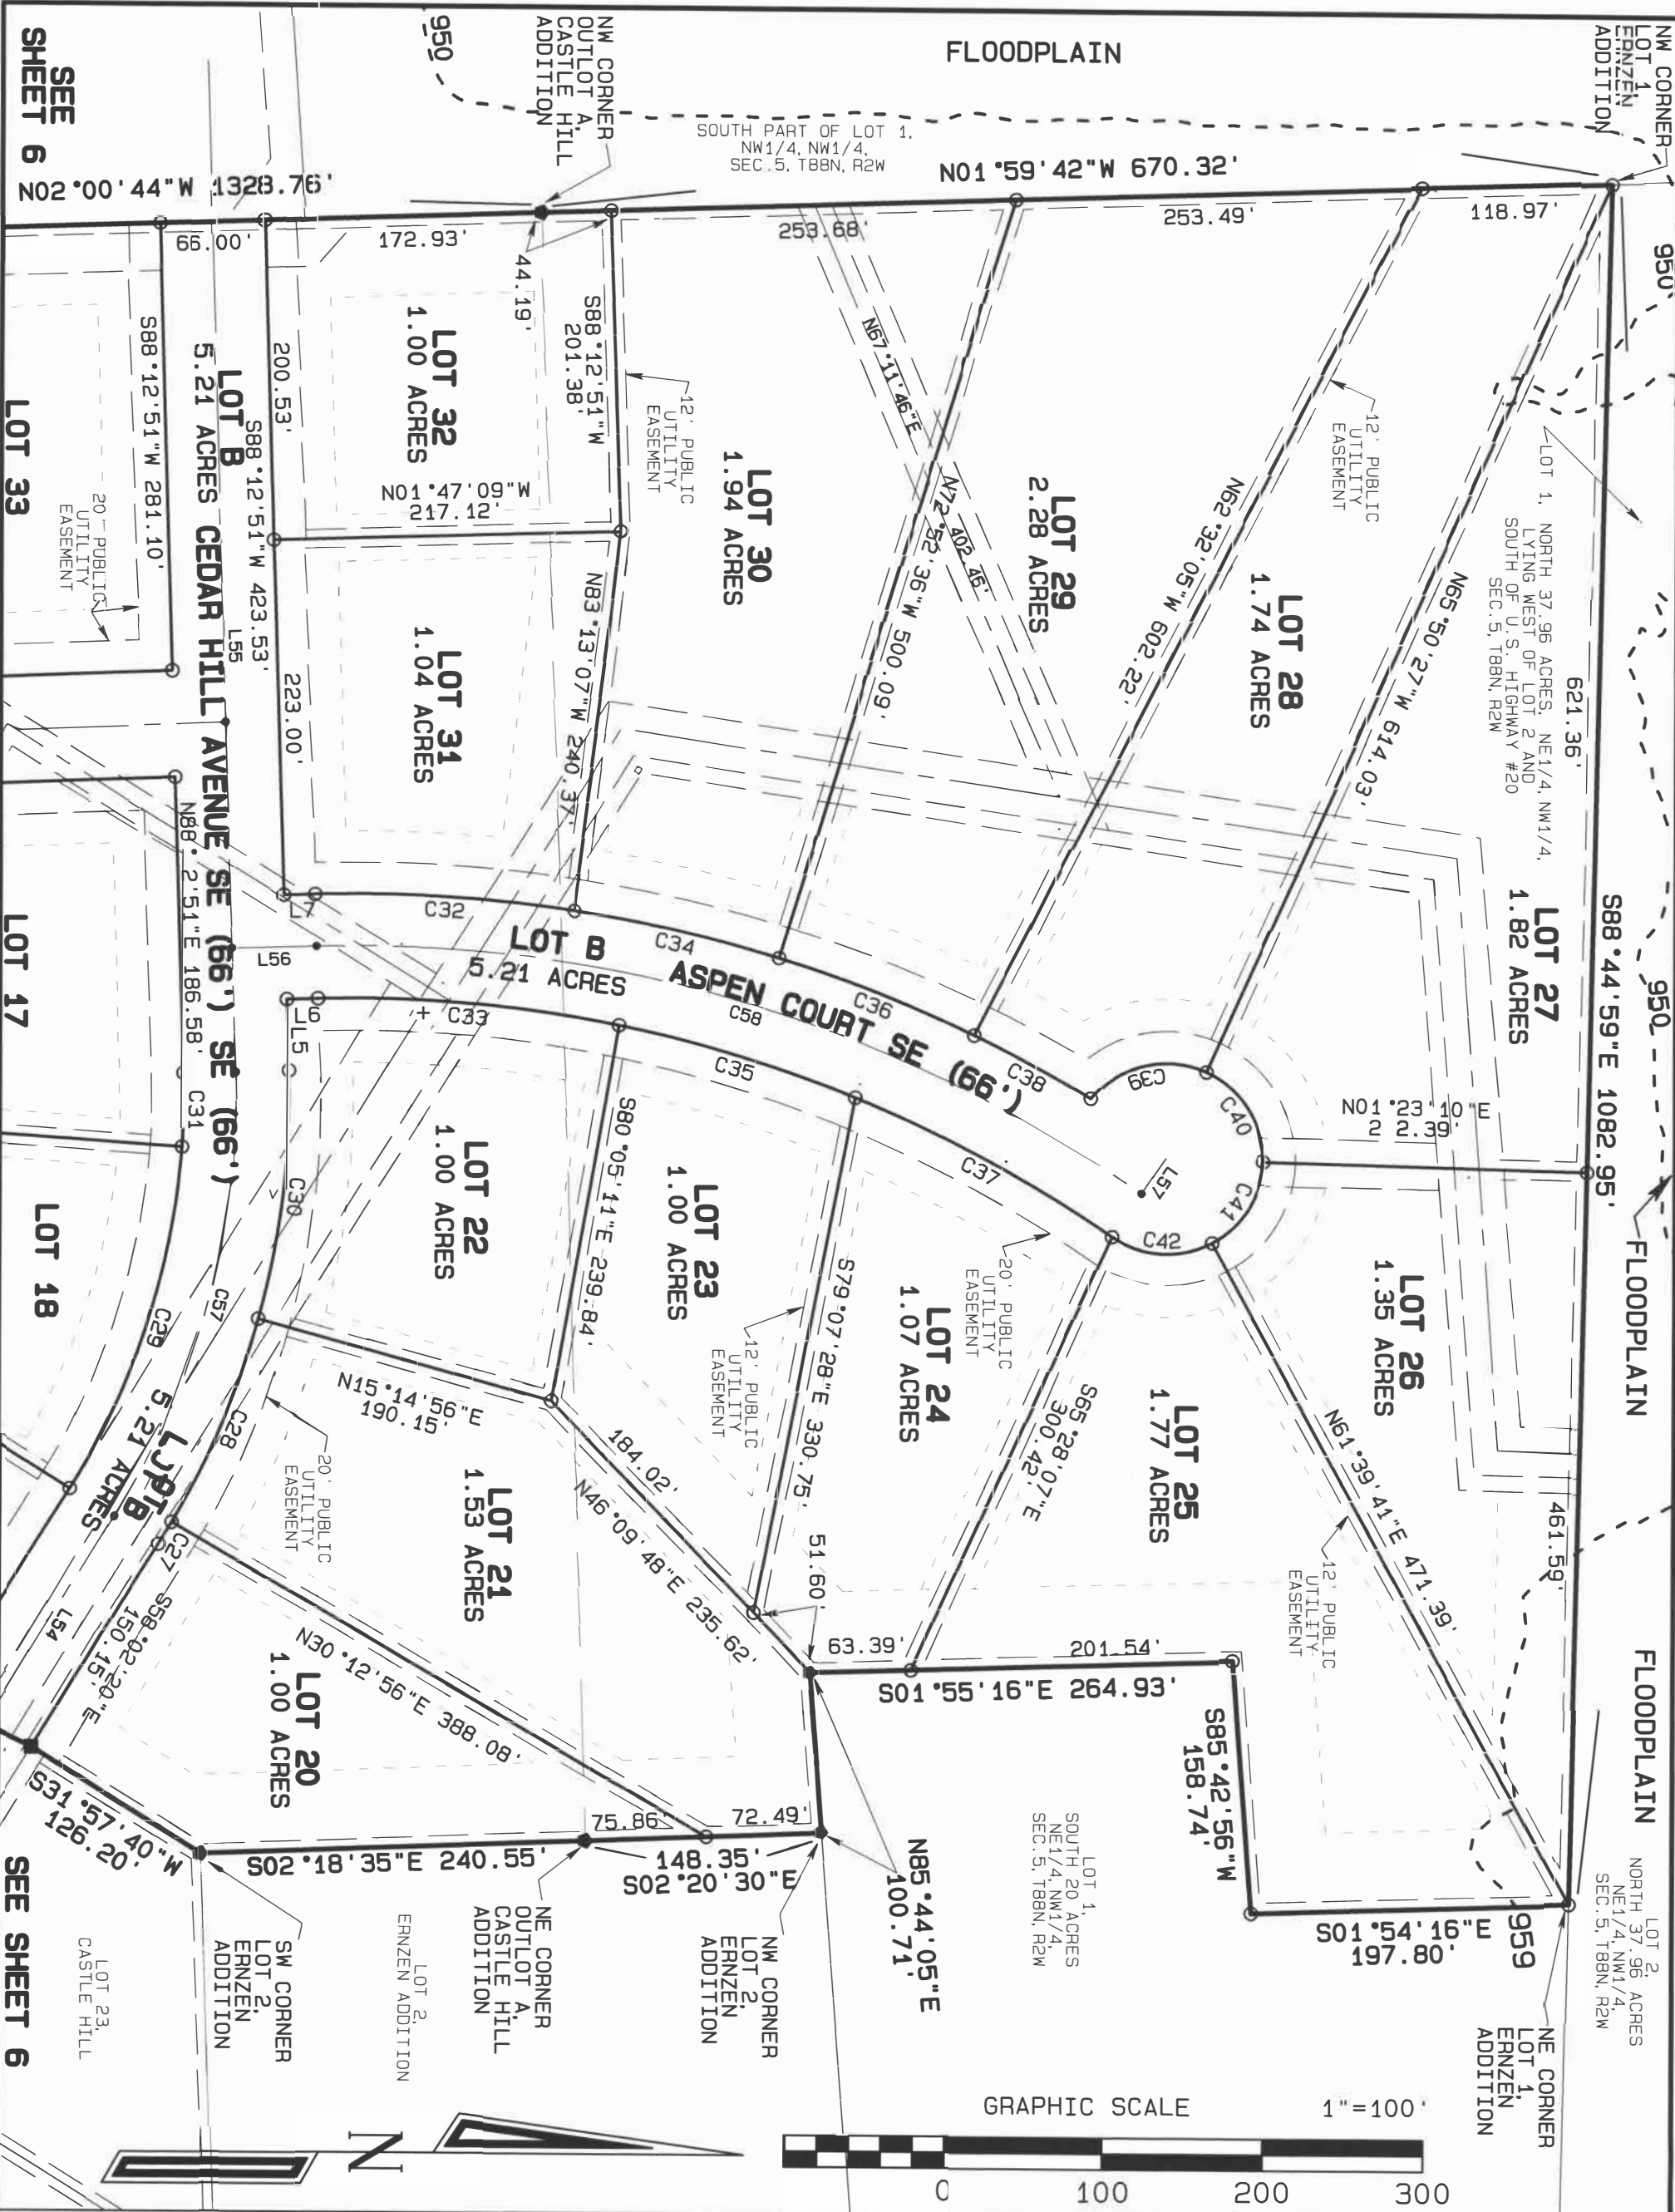 NW CORNER
LOT 1,
ERNZEN
ADDITION
FLOODPLAIN
NW CORNER
OUTLOT A,
CASTLE HILL
ADDITION
950
SEE
SHEET 6
SOUTH PART OF LOT 1,
NW1/4, NW1/4,
SEC.5, T88N, R2W
N02°00'44"W 1328.76'
N01°59'42"W 670.32'
66.00'
172.93'
44.19'
253.68'
253.49'
118.97'
950
S88°12'51"W 281.10'
LOT B
5.21 ACRES
CEDAR HILL AVENUE SE (66')
SE (66')
200.53'
S88°12'51"W 423.53'
223.00'
L55
LOT 32
1.00 ACRES
S88°12'51"W
201.38'
12' PUBLIC
UTILITY
EASEMENT
N01°47'09"W
217.12'
LOT 31
1.04 ACRES
N83°13'07"W 240.37'
LOT 30
1.94 ACRES
N67°11'46"E
402.46'
N72°52'36"W 500.09'
LOT 29
2.28 ACRES
N62°32'05"W 602.22'
12' PUBLIC
UTILITY
EASEMENT
LOT 28
1.74 ACRES
N65°50'27"W 614.03'
LOT 1, NORTH 37.96 ACRES, NE1/4, NW1/4,
LYING WEST OF LOT 2 AND
SOUTH OF U.S. HIGHWAY #20
SEC.5, T88N, R2W
621.36'
LOT 27
1.82 ACRES
S88°44'59"E 1082.95'
950
LOT 33
20' PUBLIC
UTILITY
EASEMENT
LOT 17
186.58'
C31
L7
C32
L56
L6
L5
C33
C34
LOT B
5.21 ACRES
ASPEN COURT SE (66')
C58
C35
C36
C37
C38
C39
C40
C41
C42
L57
N01°23'10"E
FLOODPLAIN
LOT 18
C29
C57
C30
C28
LOT 22
1.00 ACRES
S80°05'11"E 239.84'
LOT 23
1.00 ACRES
S79°07'28"E 330.75'
12' PUBLIC
UTILITY
EASEMENT
LOT 24
1.07 ACRES
20' PUBLIC
UTILITY
EASEMENT
S65°28'07"E
300.42'
LOT 25
1.77 ACRES
LOT 26
1.35 ACRES
N61°39'41"E 471.39'
12' PUBLIC
UTILITY
EASEMENT
461.59'
FLOODPLAIN
N15°14'56"E
190.15'
20' PUBLIC
UTILITY
EASEMENT
LOT 21
1.53 ACRES
184.02'
N46°09'48"E 235.62'
51.60'
63.39'
201.54'
S01°55'16"E 264.93'
S85°42'56"W
158.74'
LOT B
5.21 ACRES
C27
L54
S58°02'20"E
150.15'
N30°12'56"E 388.08'
LOT 20
1.00 ACRES
S31°57'40"W
126.20'
S02°18'35"E 240.55'
75.86'
72.49'
148.35'
S02°20'30"E
N85°44'05"E
100.71'
LOT 1,
SOUTH 20 ACRES
NE1/4, NW1/4,
SEC.5, T88N, R2W
S01°54'16"E
197.80'
959
LOT 2,
NORTH 37.96 ACRES
NE1/4, NW1/4,
SEC.5, T88N, R2W
SEE SHEET 6
LOT 23,
CASTLE HILL
SW CORNER
LOT 2,
ERNZEN
ADDITION
LOT 2,
ERNZEN ADDITION
NE CORNER
OUTLOT A,
CASTLE HILL
ADDITION
NW CORNER
LOT 2,
ERNZEN
ADDITION
NE CORNER
LOT 1,
ERNZEN
ADDITION
N
GRAPHIC SCALE 1"=100'
0 100 200 300